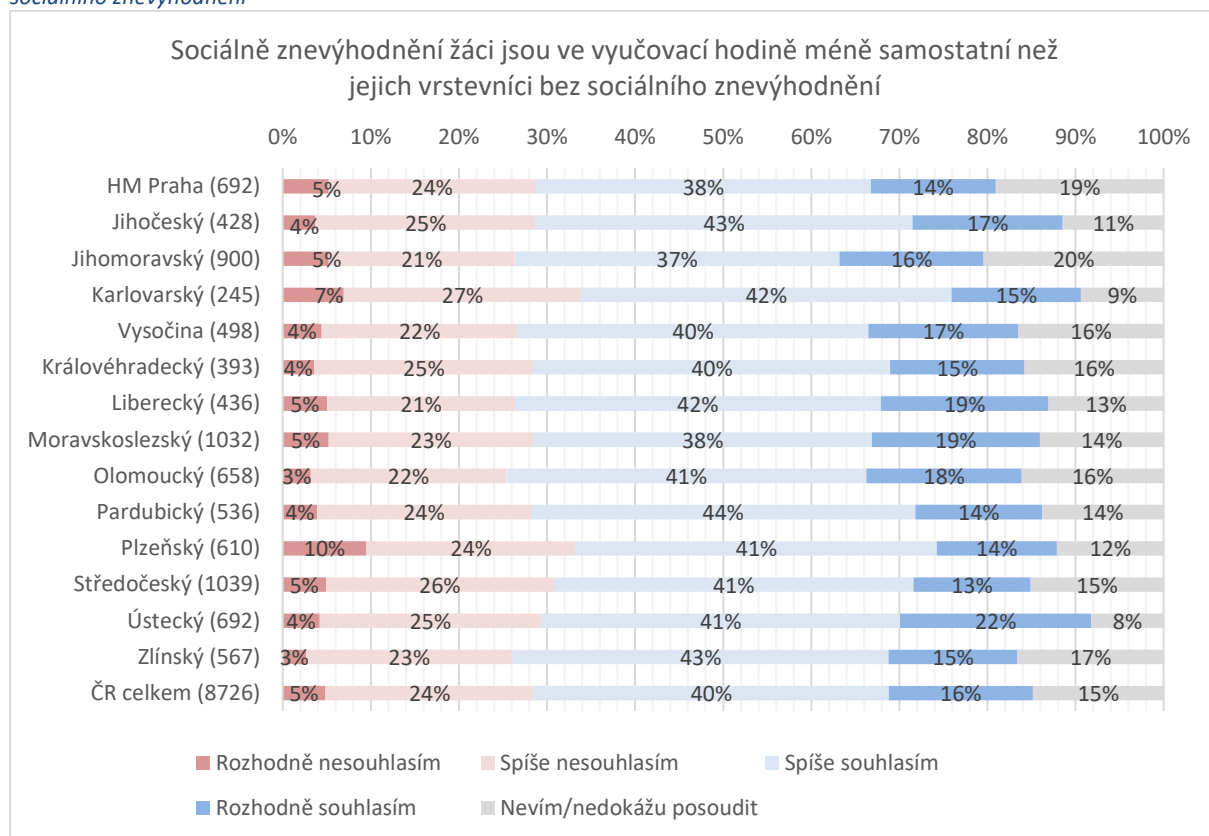 sociálního znevýhodnění
Sociálně znevýhodnění žáci jsou ve vyučovací hodině méně samostatní než
jejich vrstevníci bez sociálního znevýhodnění
0% 10% 20% 30% 40% 50% 60% 70% 80% 90% 100%
HM Praha (692) 5% 24% 38% 14% 19%
Jihočeský (428) 4% 25% 43% 17% 11%
Jihomoravský (900) 5% 21% 37% 16% 20%
Karlovarský (245) 7% 27% 42% 15% 9%
Vysočina (498) 4% 22% 40% 17% 16%
Královéhradecký (393) 4% 25% 40% 15% 16%
Liberecký (436) 5% 21% 42% 19% 13%
Moravskoslezský (1032) 5% 23% 38% 19% 14%
Olomoucký (658) 3% 22% 41% 18% 16%
Pardubický (536) 4% 24% 44% 14% 14%
Plzeňský (610) 10% 24% 41% 14% 12%
Středočeský (1039) 5% 26% 41% 13% 15%
Ústecký (692) 4% 25% 41% 22% 8%
Zlínský (567) 3% 23% 43% 15% 17%
ČR celkem (8726) 5% 24% 40% 16% 15%
Rozhodně nesouhlasím Spíše nesouhlasím Spíše souhlasím
Rozhodně souhlasím Nevím/nedokážu posoudit